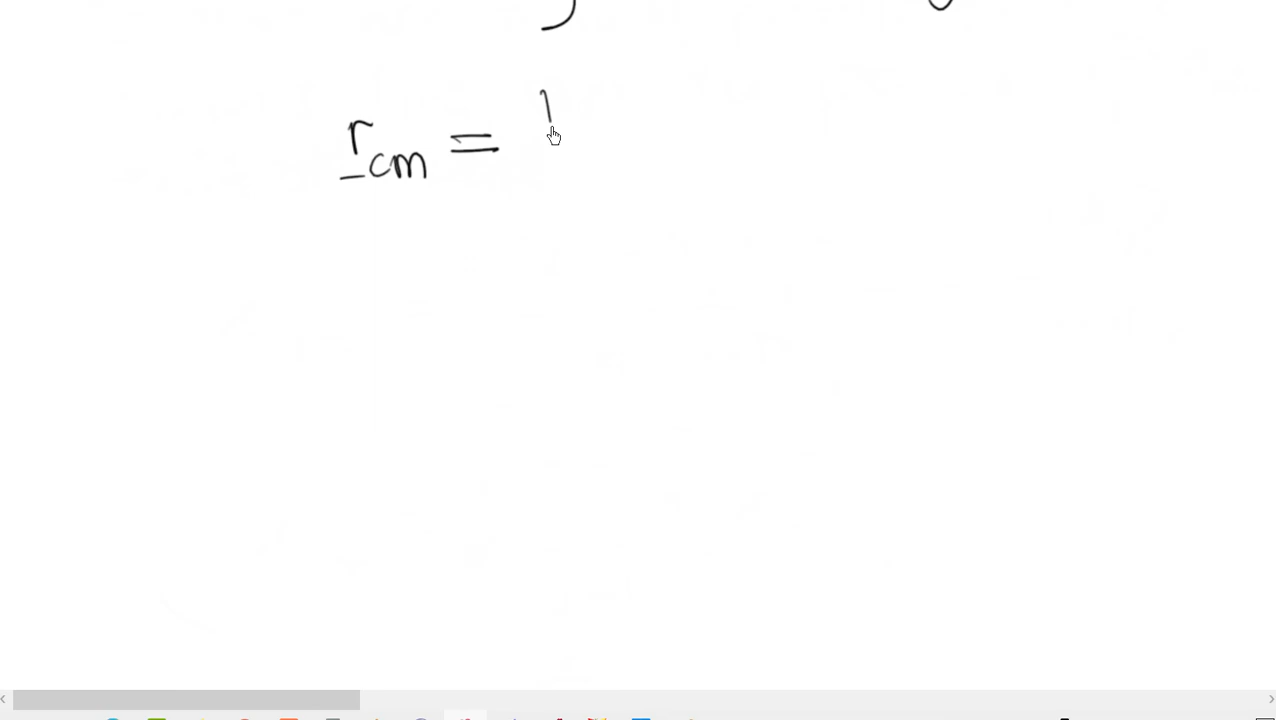 r_cm = 1